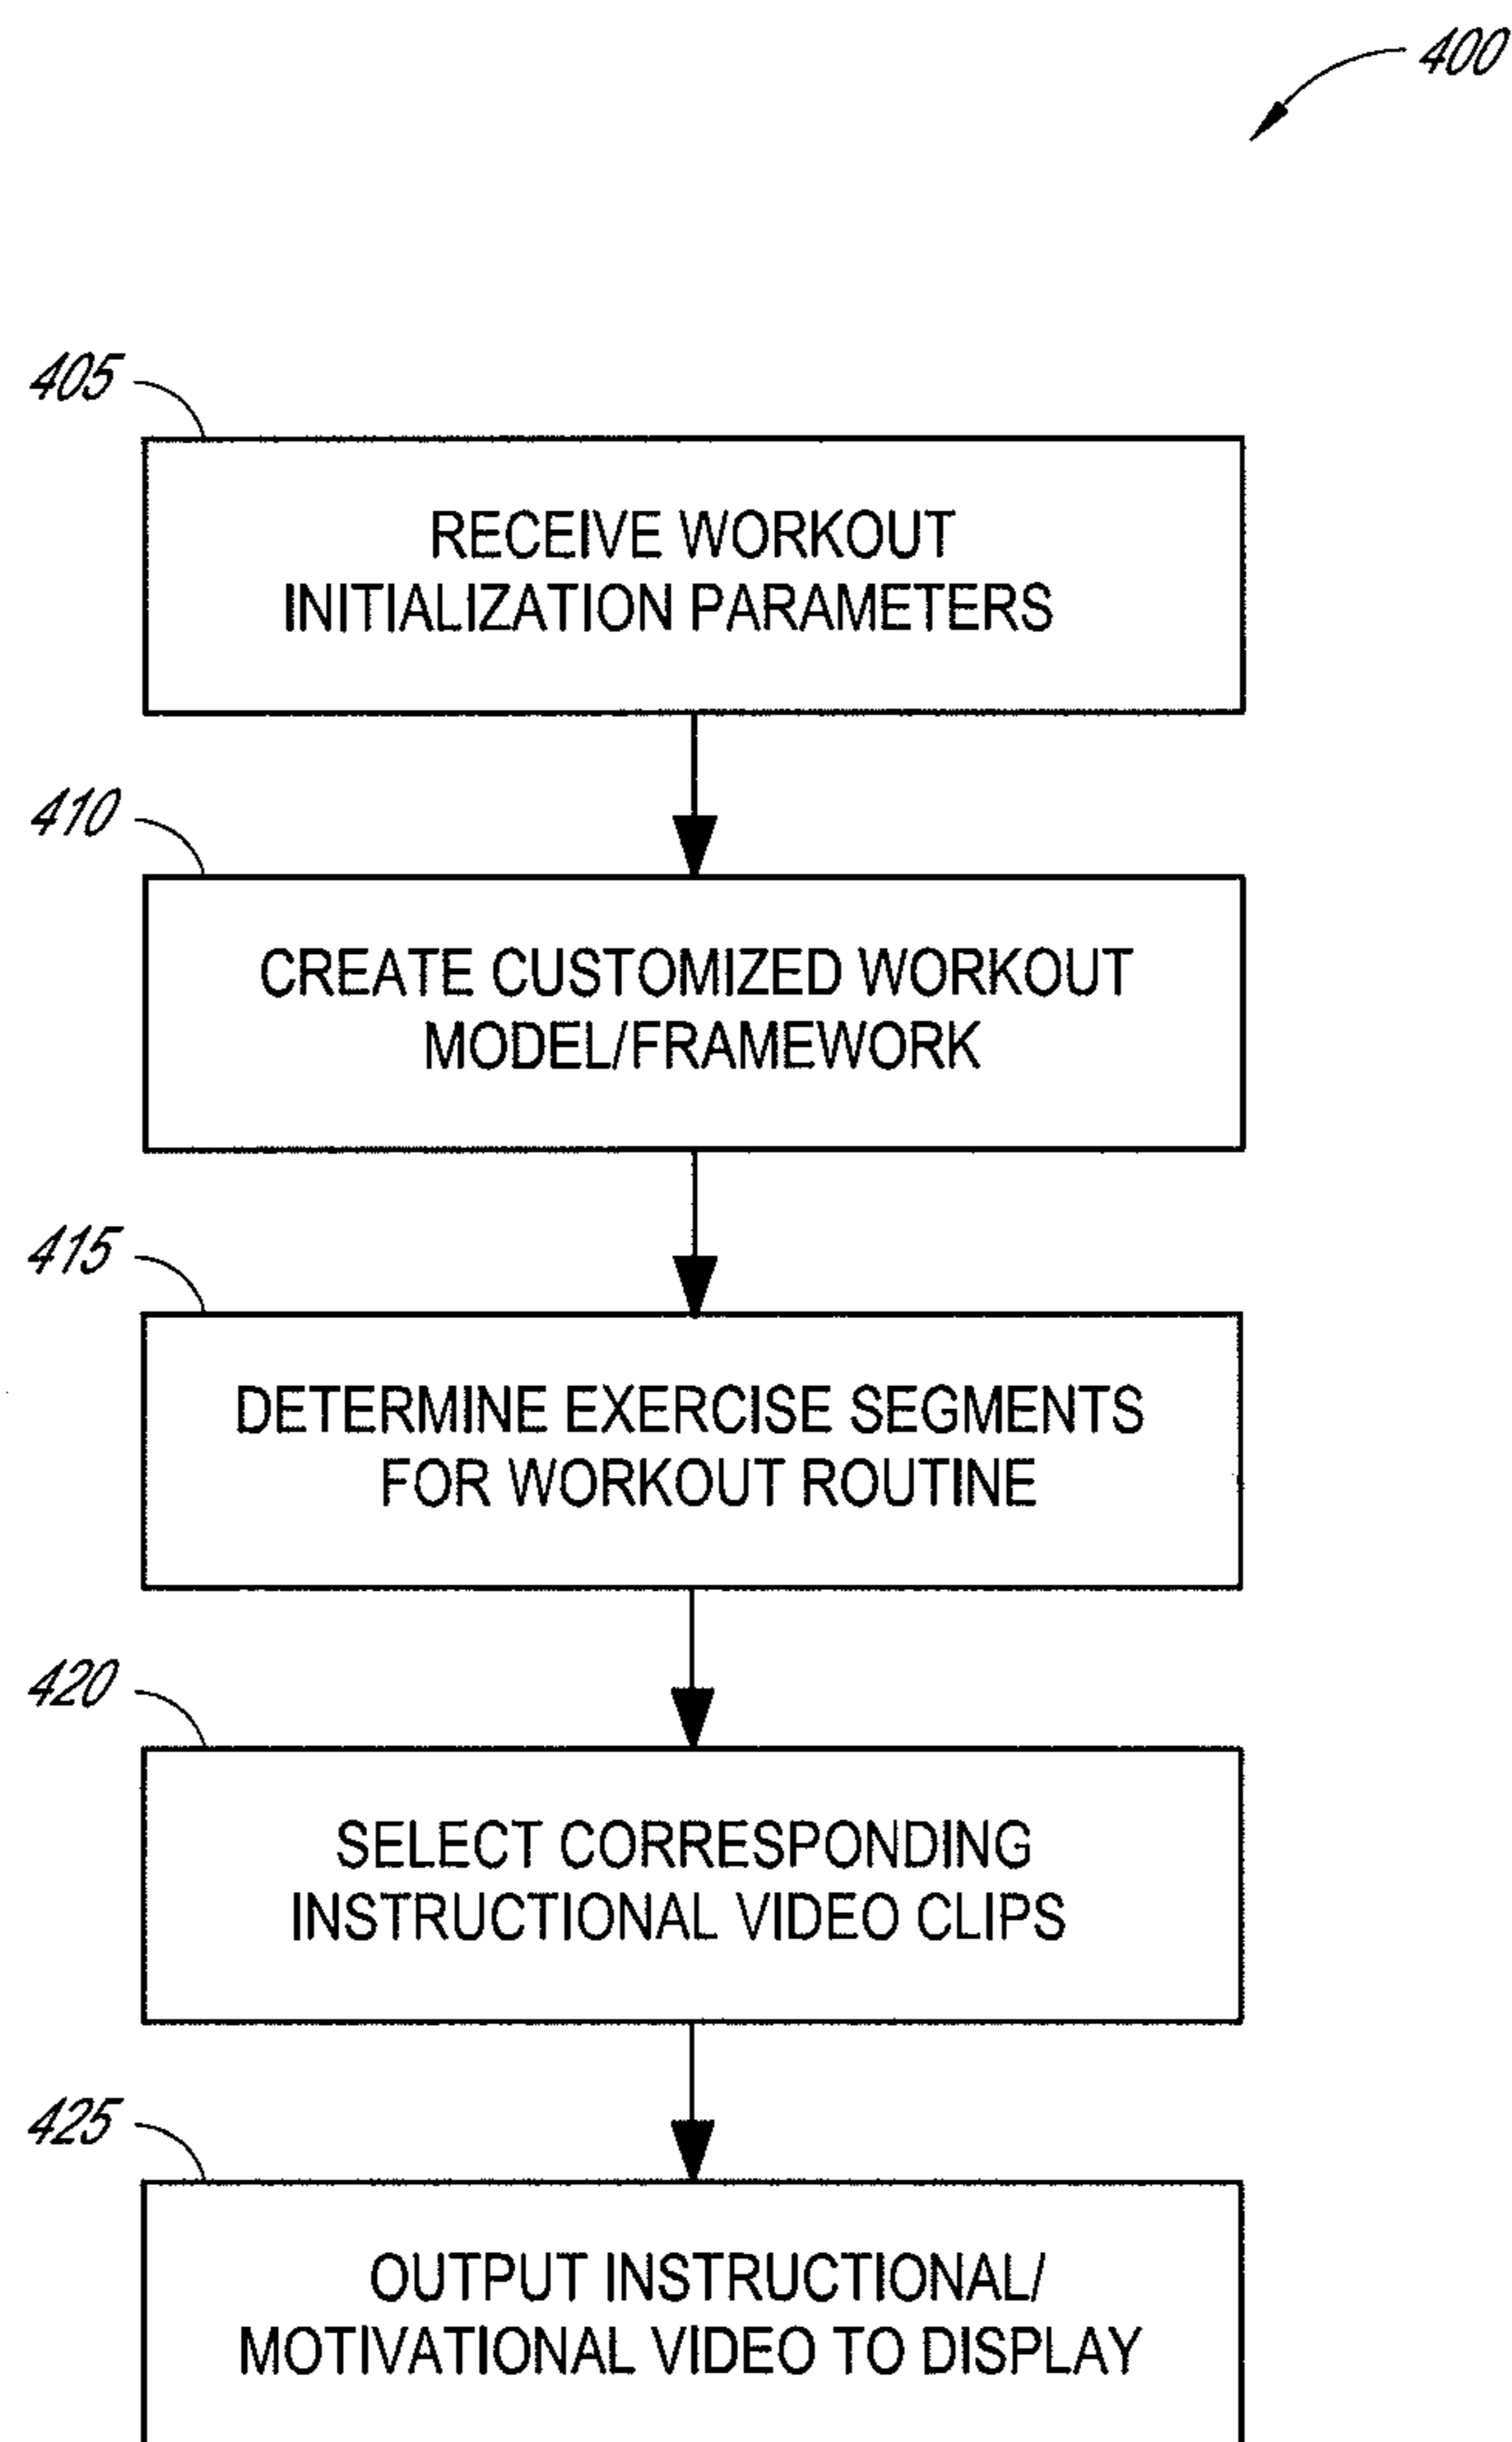 400
405
RECEIVE WORKOUT
INITIALIZATION PARAMETERS
410
CREATE CUSTOMIZED WORKOUT
MODEL/FRAMEWORK
415
DETERMINE EXERCISE SEGMENTS
FOR WORKOUT ROUTINE
420
SELECT CORRESPONDING
INSTRUCTIONAL VIDEO CLIPS
425
OUTPUT INSTRUCTIONAL/
MOTIVATIONAL VIDEO TO DISPLAY